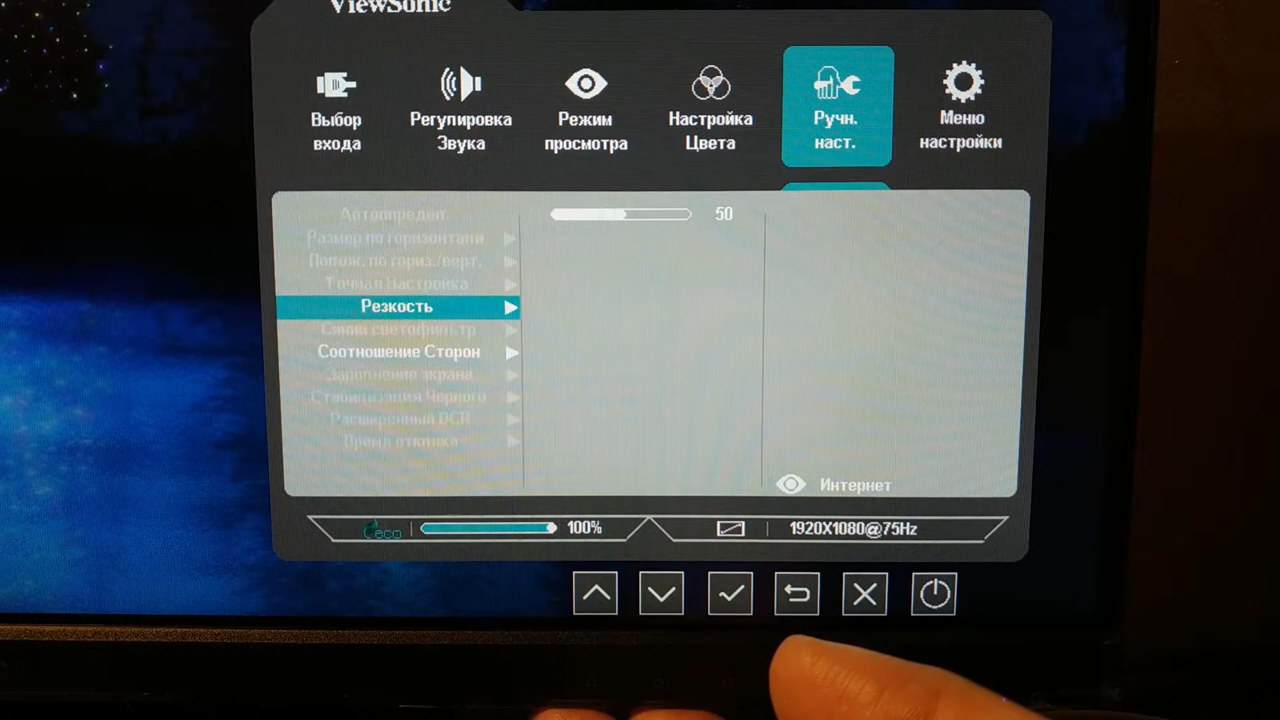 ViewSonic
Выбор
входа
Регулировка
Звука
Режим
просмотра
Настройка
Цвета
Ручн.
наст.
Меню
настройки
Автоопредел.
Размер по горизонтали
Полож. по гориз./верт.
Точная Настройка
Резкость
Синий светофильтр
Соотношение Сторон
Заполнение экрана
Стабилизация Черного
Расширенный DCR
Время отклика
50
Интернет
eco
100%
1920X1080@75Hz